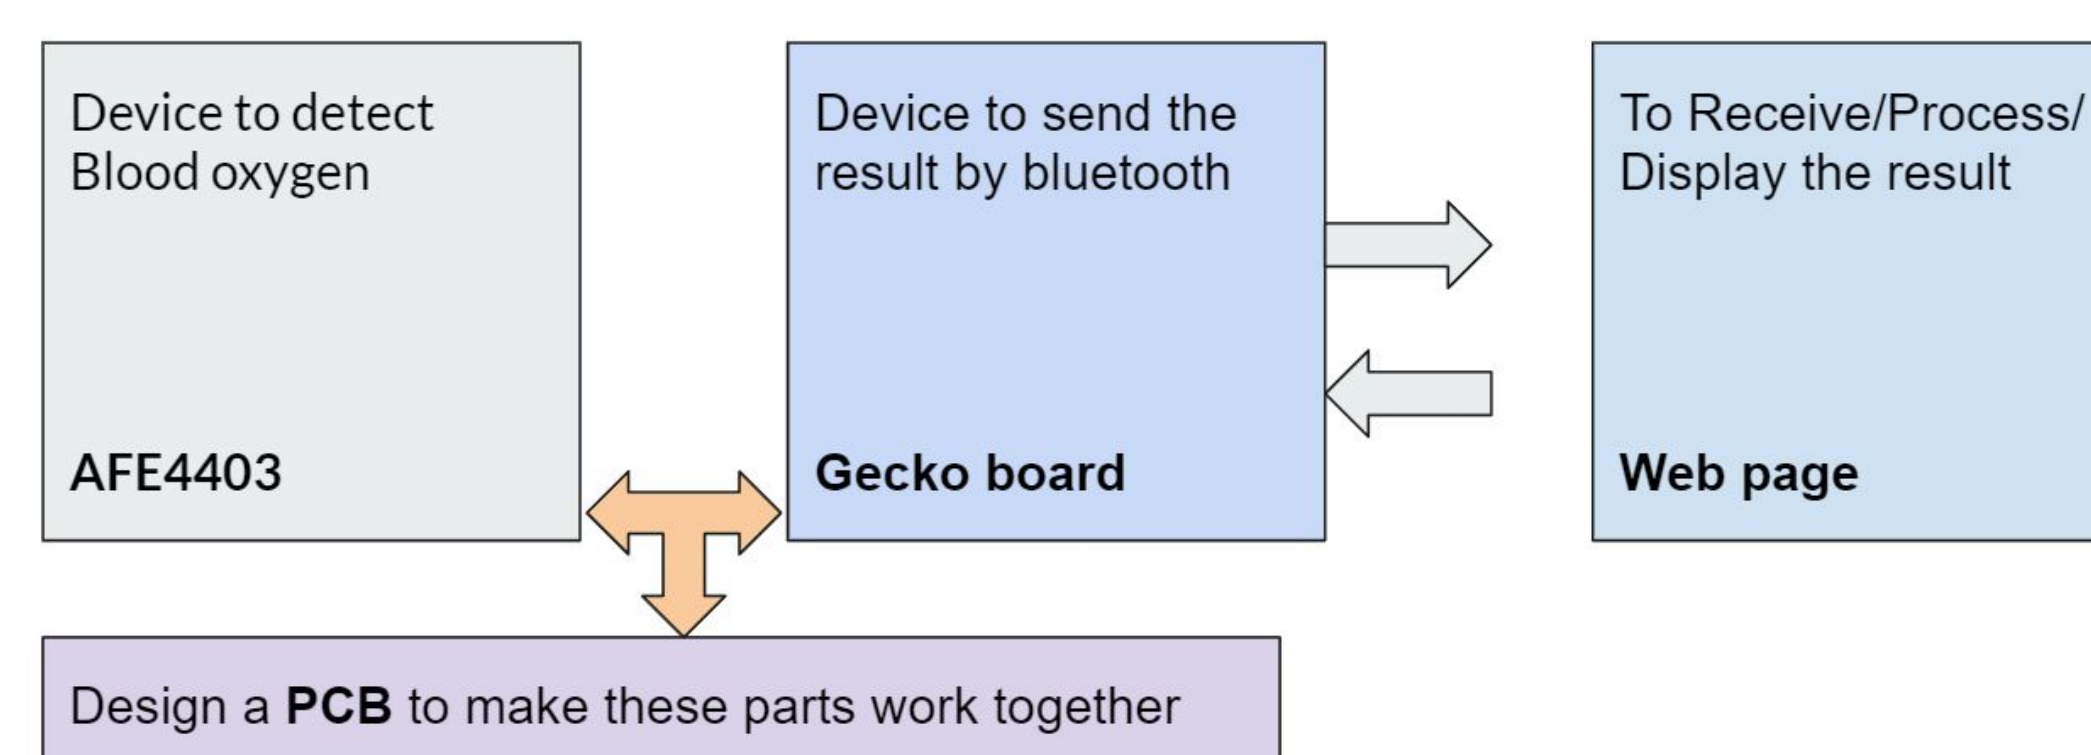 Device to detect
Blood oxygen
AFE4403
Device to send the
result by bluetooth
Gecko board
To Receive/Process/
Display the result
Web page
Design a PCB to make these parts work together